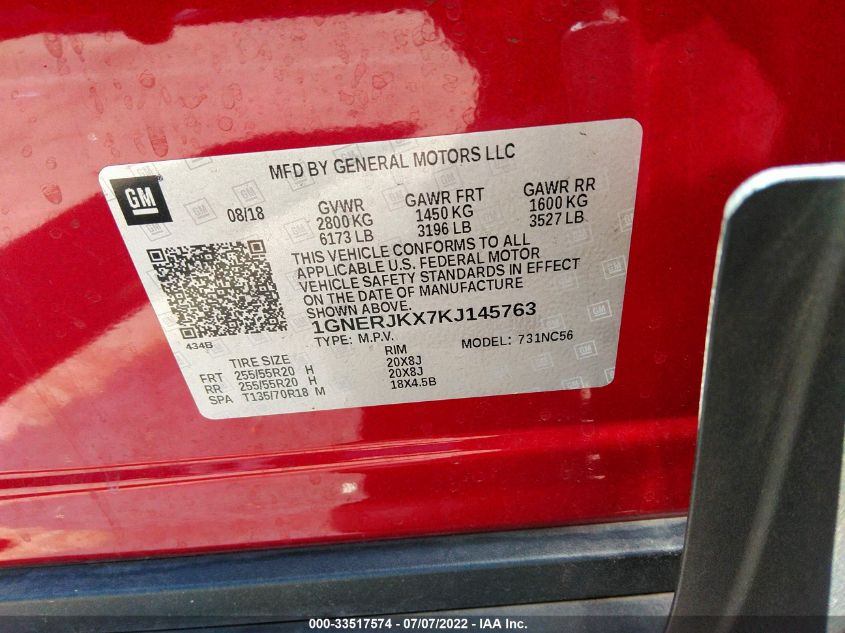 MFD BY GENERAL MOTORS LLC
GM
08/18
GVWR
2800 KG
6173 LB
GAWR FRT
1450 KG
3196 LB
GAWR RR
1600 KG
3527 LB
THIS VEHICLE CONFORMS TO ALL
APPLICABLE U.S. FEDERAL MOTOR
VEHICLE SAFETY STANDARDS IN EFFECT
ON THE DATE OF MANUFACTURE
SHOWN ABOVE.
1GNERJKX7KJ145763
434B
TYPE: M.P.V.
MODEL: 731NC56
TIRE SIZE RIM
FRT 255/55R20 H 20X8J
RR 255/55R20 H 20X8J
SPA T135/70R18 M 18X4.5B
000-33517574 - 07/07/2022 - IAA Inc.